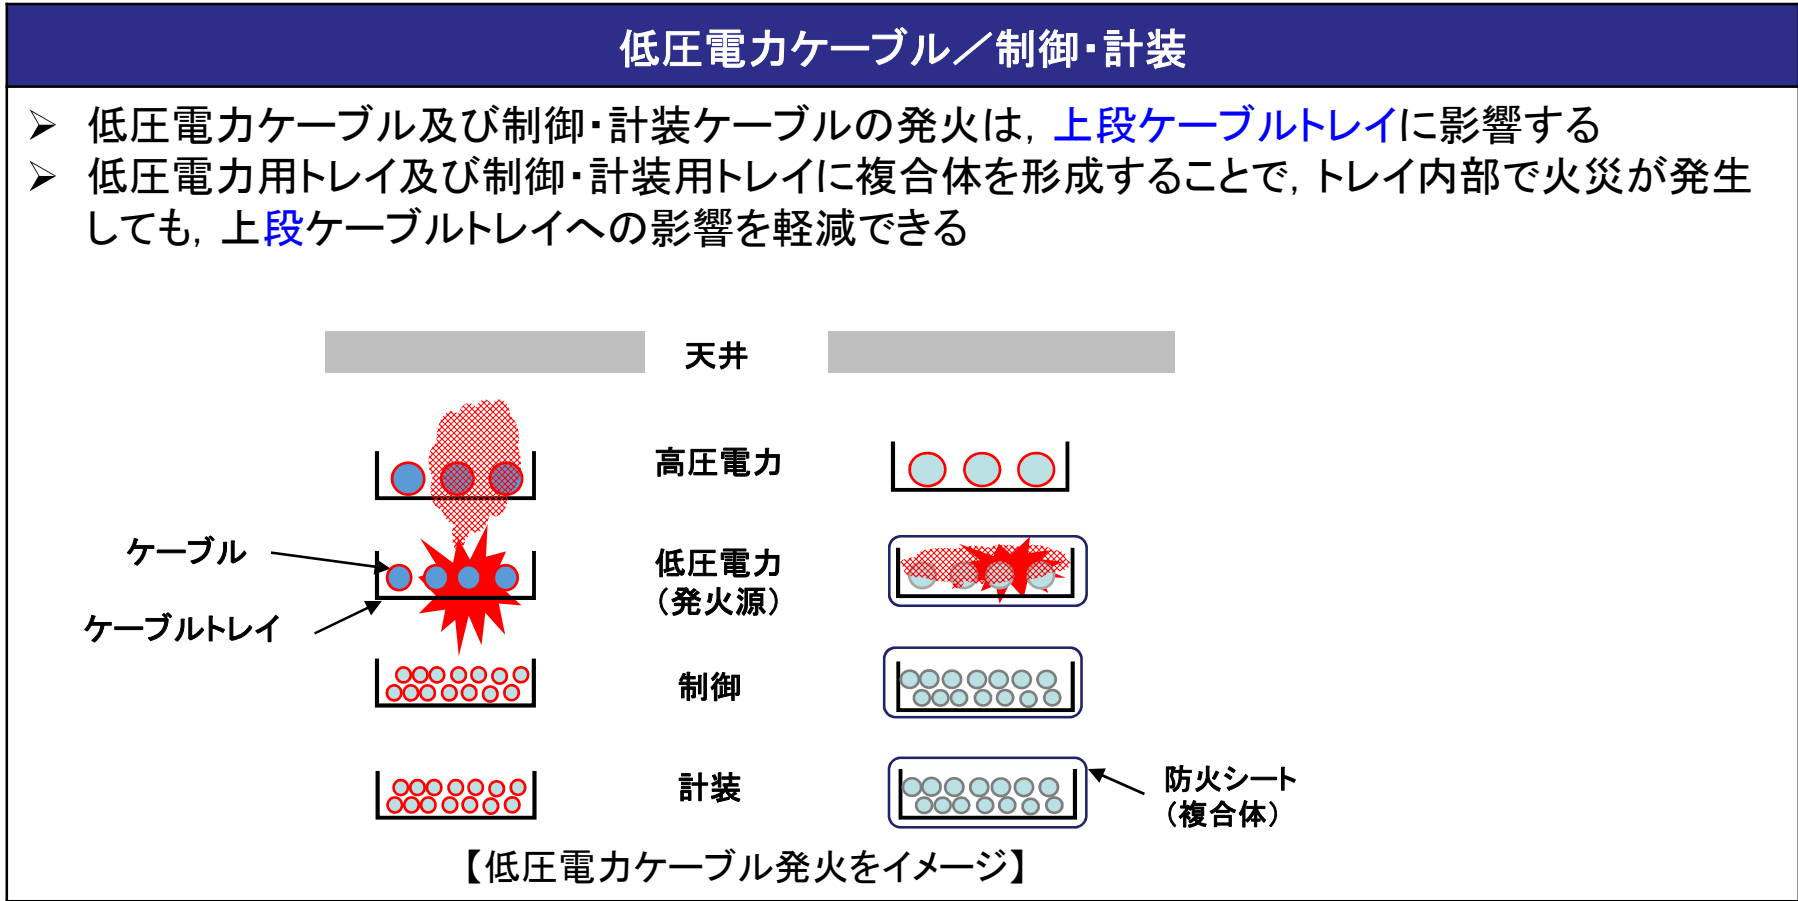 低圧電力ケーブル／制御・計装
➢ 低圧電力ケーブル及び制御・計装ケーブルの発火は，上段ケーブルトレイに影響する
➢ 低圧電力用トレイ及び制御・計装用トレイに複合体を形成することで，トレイ内部で火災が発生
しても，上段ケーブルトレイへの影響を軽減できる
天井
高圧電力
ケーブル
低圧電力
（発火源）
ケーブルトレイ
制御
計装
防火シート
（複合体）
【低圧電力ケーブル発火をイメージ】